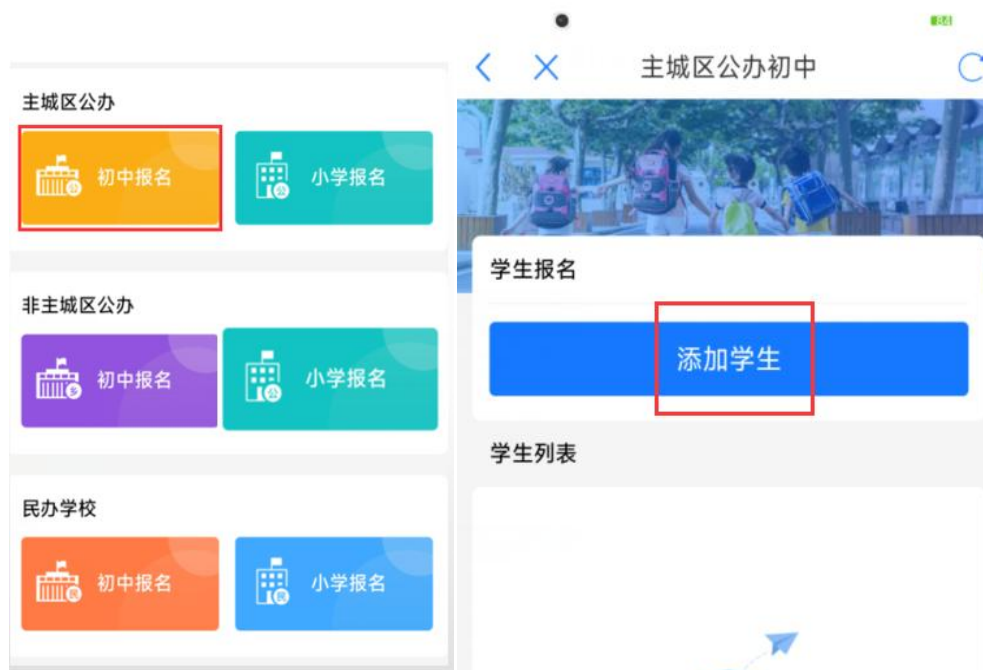 主城区公办
初中报名
小学报名
非主城区公办
初中报名
小学报名
民办学校
初中报名
小学报名
84
主城区公办初中
学生报名
添加学生
学生列表